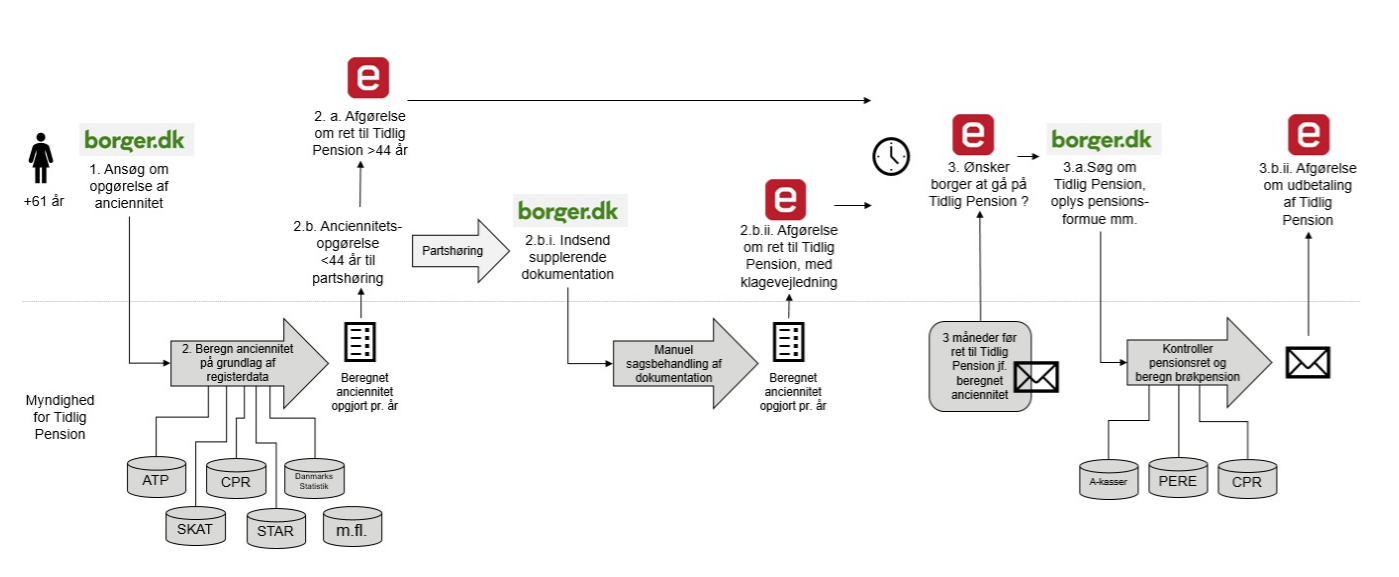 e
2. a. Afgørelse
om ret til Tidlig
Pension >44 år
borger.dk
1. Ansøg om
opgørelse af
anciennitet
+61 år
2.b. Anciennitets-
opgørelse
<44 år til
partshøring
Partshøring
borger.dk
2.b.i. Indsend
supplerende
dokumentation
e
2.b.ii. Afgørelse
om ret til Tidlig
Pension, med
klagevejledning
e
3. Ønsker
borger at gå på
Tidlig Pension ?
borger.dk
3.a.Søg om
Tidlig Pension,
oplys pensions-
formue mm.
e
3.b.ii. Afgørelse
om udbetaling
af Tidlig
Pension
Myndighed
for Tidlig
Pension
2. Beregn anciennitet
på grundlag af
registerdata
Beregnet
anciennitet
opgjort pr. år
Manuel
sagsbehandling af
dokumentation
Beregnet
anciennitet
opgjort pr. år
3 måneder før
ret til Tidlig
Pension jf.
beregnet
anciennitet
Kontroller
pensionsret og
beregn brøkpension
ATP
CPR
Danmarks
Statistik
SKAT
STAR
m.fl.
A-kasser
PERE
CPR